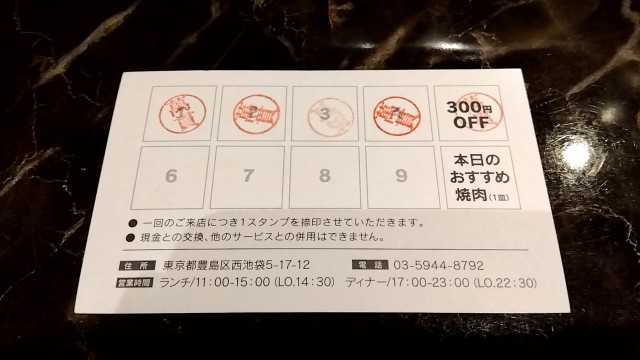 3
300円
OFF
6
7
8
9
本日の
おすすめ
焼肉(1皿)
● 一回のご来店につき1スタンプを捺印させていただきます。
● 現金との交換、他のサービスとの併用はできません。
住所 東京都豊島区西池袋5-17-12 電話 03-5944-8792
営業時間 ランチ/11:00-15:00 (LO.14:30) ディナー/17:00-23:00 (LO.22:30)